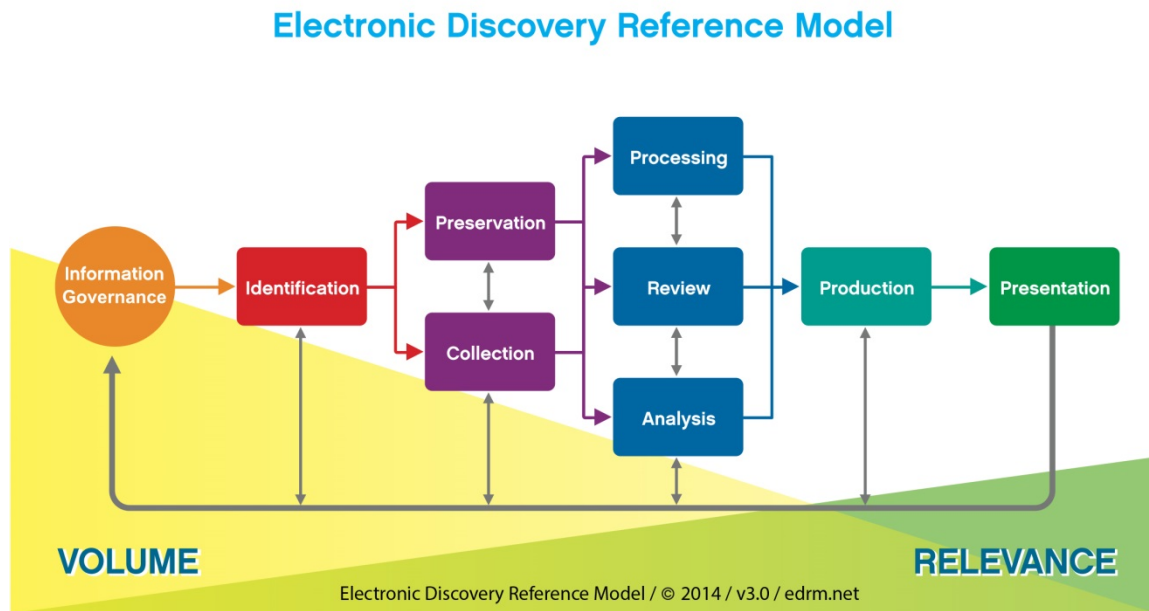 Electronic Discovery Reference Model
Processing
Preservation
Information
Governance
Identification
Review
Production
Presentation
Collection
Analysis
VOLUME
RELEVANCE
Electronic Discovery Reference Model / © 2014 / v3.0 / edrm.net